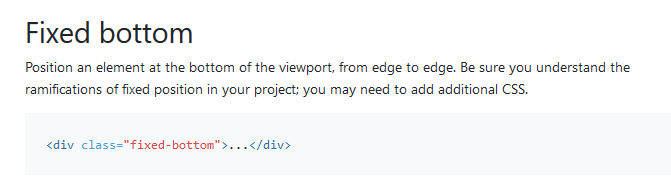 Fixed bottom
Position an element at the bottom of the viewport, from edge to edge. Be sure you understand the
ramifications of fixed position in your project; you may need to add additional CSS.
<div class="fixed-bottom">...</div>